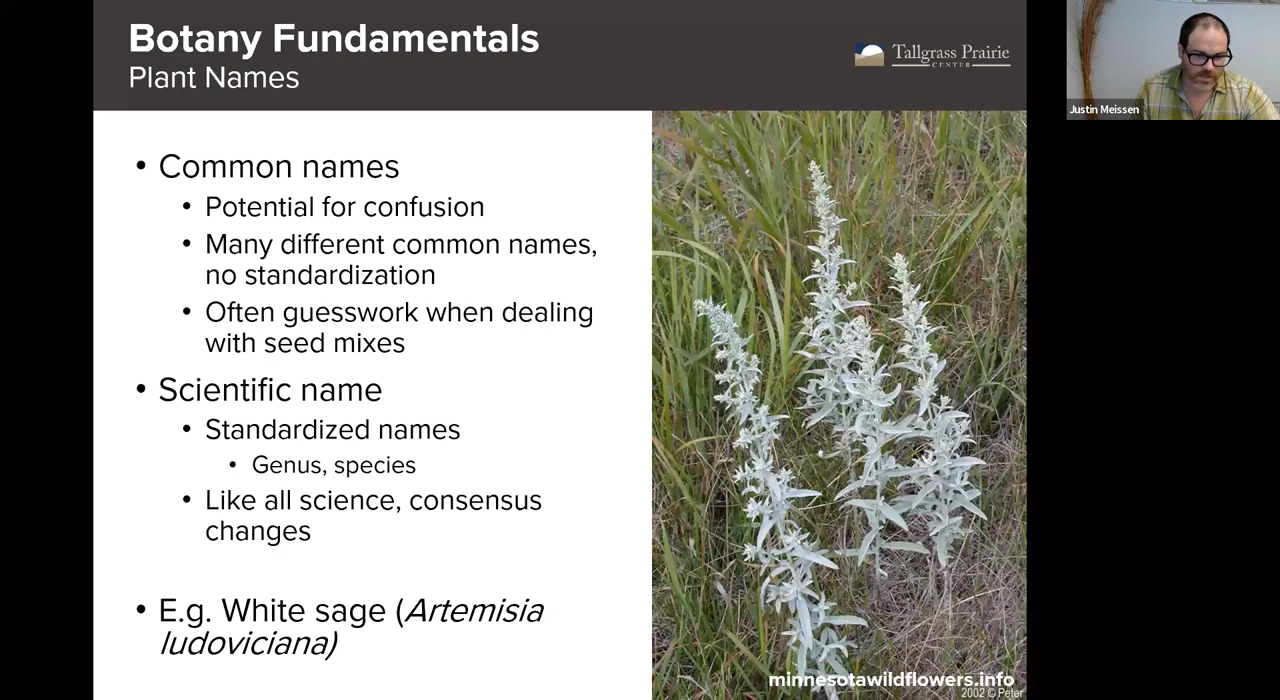 Botany Fundamentals
Plant Names
Tallgrass Prairie
CENTER
Justin Meissen
• Common names
• Potential for confusion
• Many different common names,
no standardization
• Often guesswork when dealing
with seed mixes
• Scientific name
• Standardized names
• Genus, species
• Like all science, consensus
changes
• E.g. White sage (Artemisia
ludoviciana)
minnesotawildflowers.info
2002 © Peter